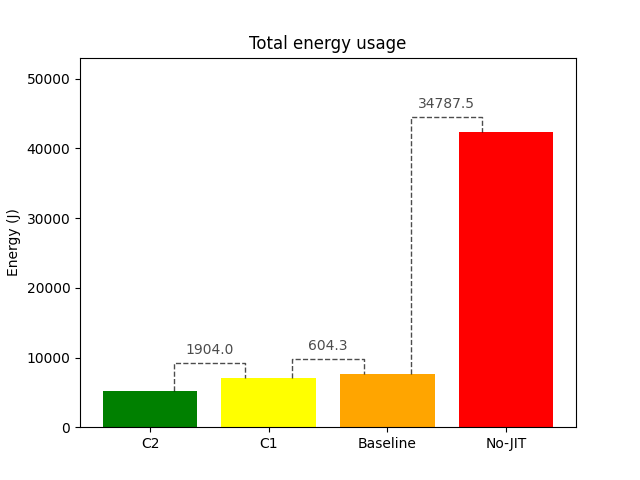 Total energy usage
50000
40000
30000
20000
10000
0
Energy (J)
1904.0
604.3
34787.5
C2
C1
Baseline
No-JIT